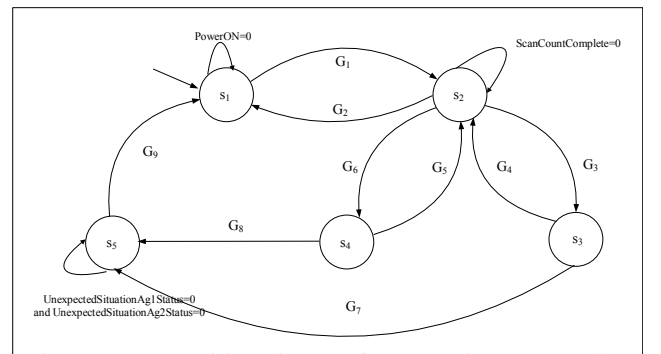 PowerON=0
ScanCountComplete=0
G1
s1
s2
G2
G9
G6
G5
G4
G3
G8
s5
s4
s3
UnexpectedSituationAg1Status=0
and UnexpectedSituationAg2Status=0
G7